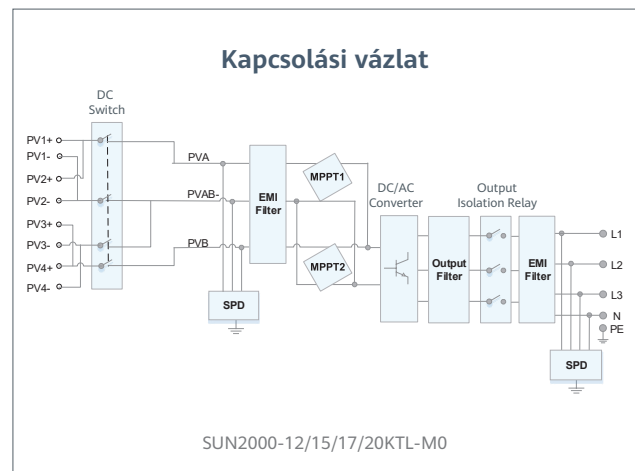 Kapcsolási vázlat
DC
Switch
PV1+
PV1-
PV2+
PV2-
PV3+
PV3-
PV4+
PV4-
PVA
PVAB-
PVB
SPD
EMI
Filter
MPPT1
MPPT2
DC/AC
Converter
Output
Filter
Output
Isolation Relay
EMI
Filter
L1
L2
L3
N
PE
SPD
SUN2000-12/15/17/20KTL-M0